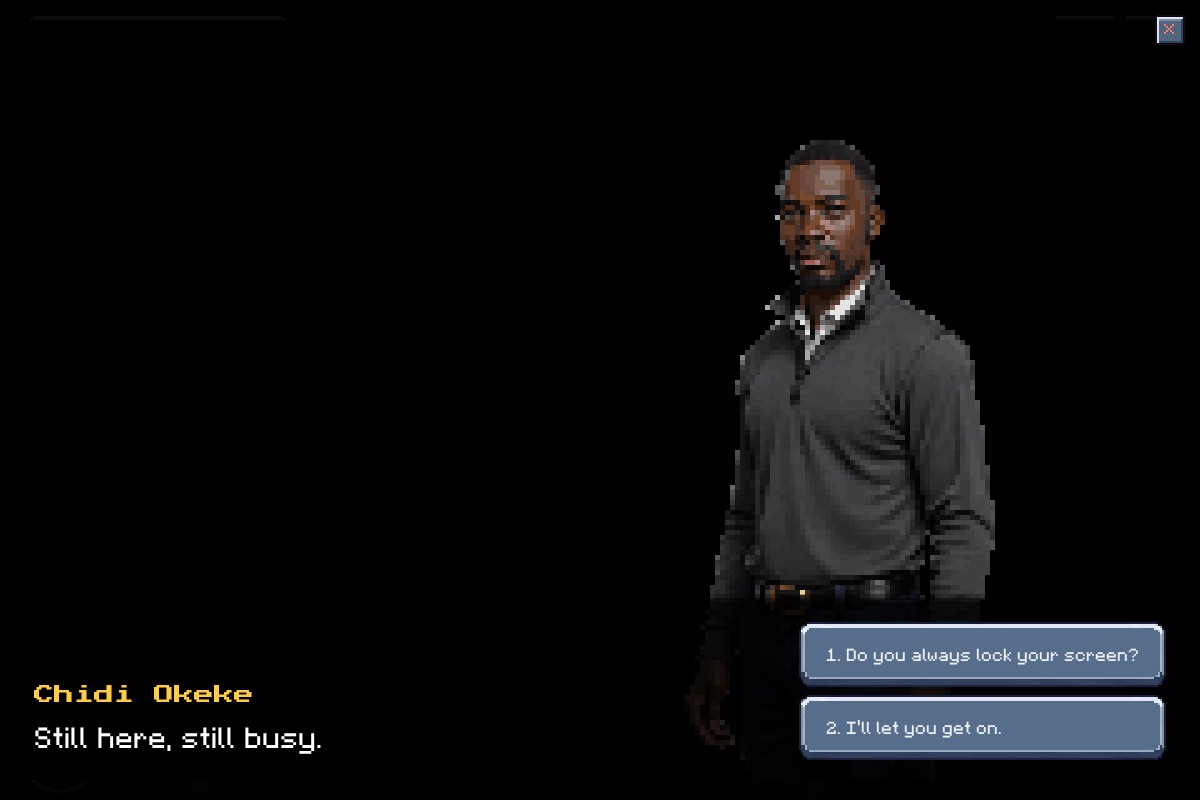 Chidi Okeke
Still here, still busy.
1. Do you always lock your screen?
2. I'll let you get on.